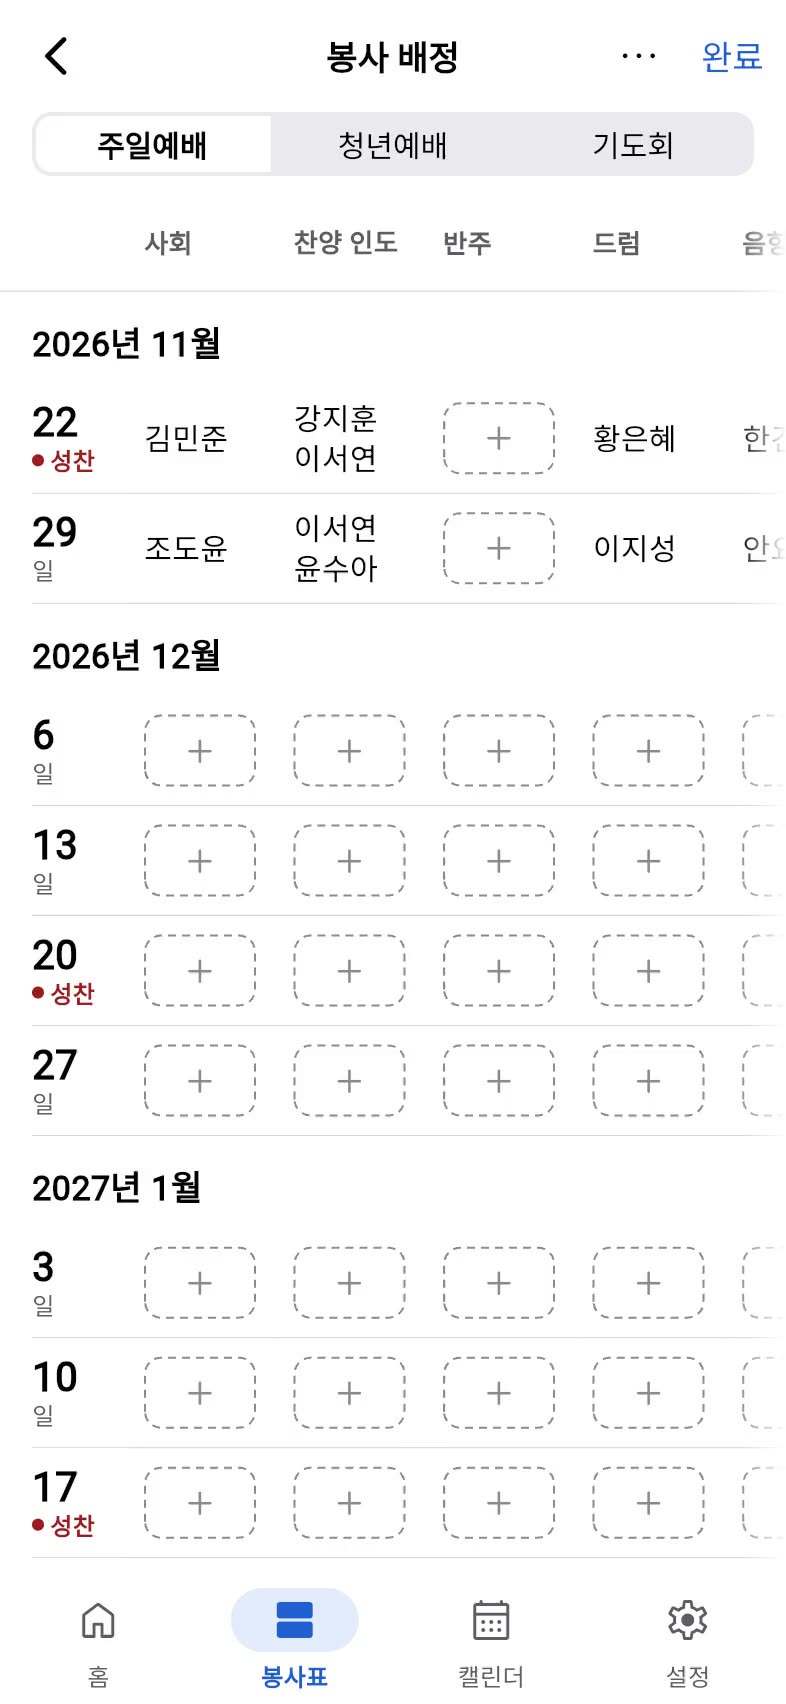 봉사 배정
완료
주일예배 청년예배 기도회
사회 찬양 인도 반주 드럼
2026년 11월
22
성찬
김민준
강지훈
이서연
황은혜
29
일
조도윤
이서연
윤수아
이지성
2026년 12월
6
일
13
일
20
성찬
27
일
2027년 1월
3
일
10
일
17
성찬
홈 봉사표 캘린더 설정